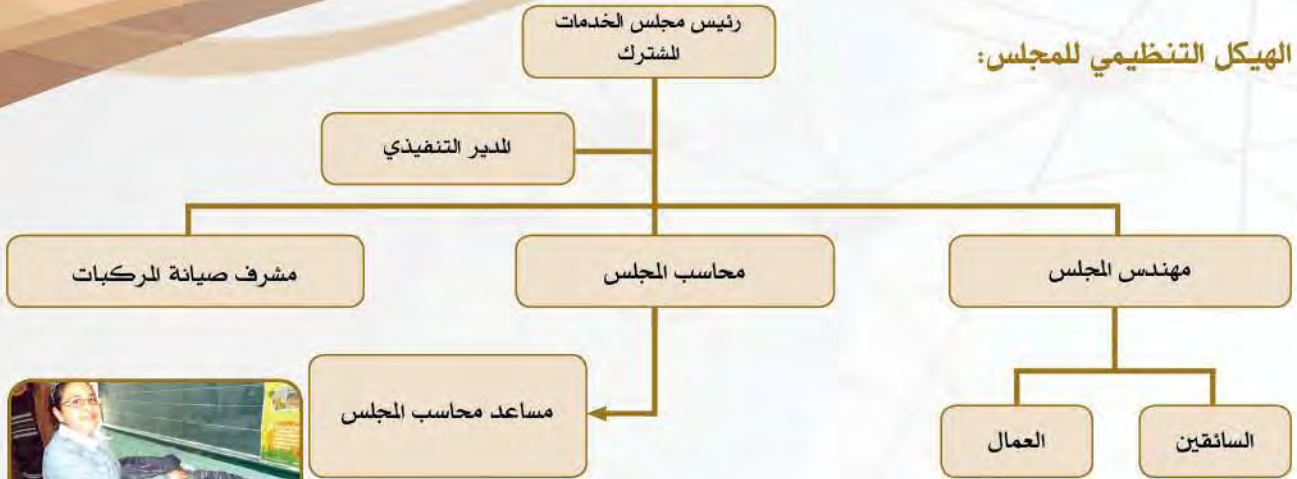 الهيكل التنظيمي للمجلس:
رئيس مجلس الخدمات
المشترك
المدير التنفيذي
مهندس المجلس
محاسب المجلس
مشرف صيانة المركبات
السائقين
العمال
مساعد محاسب المجلس